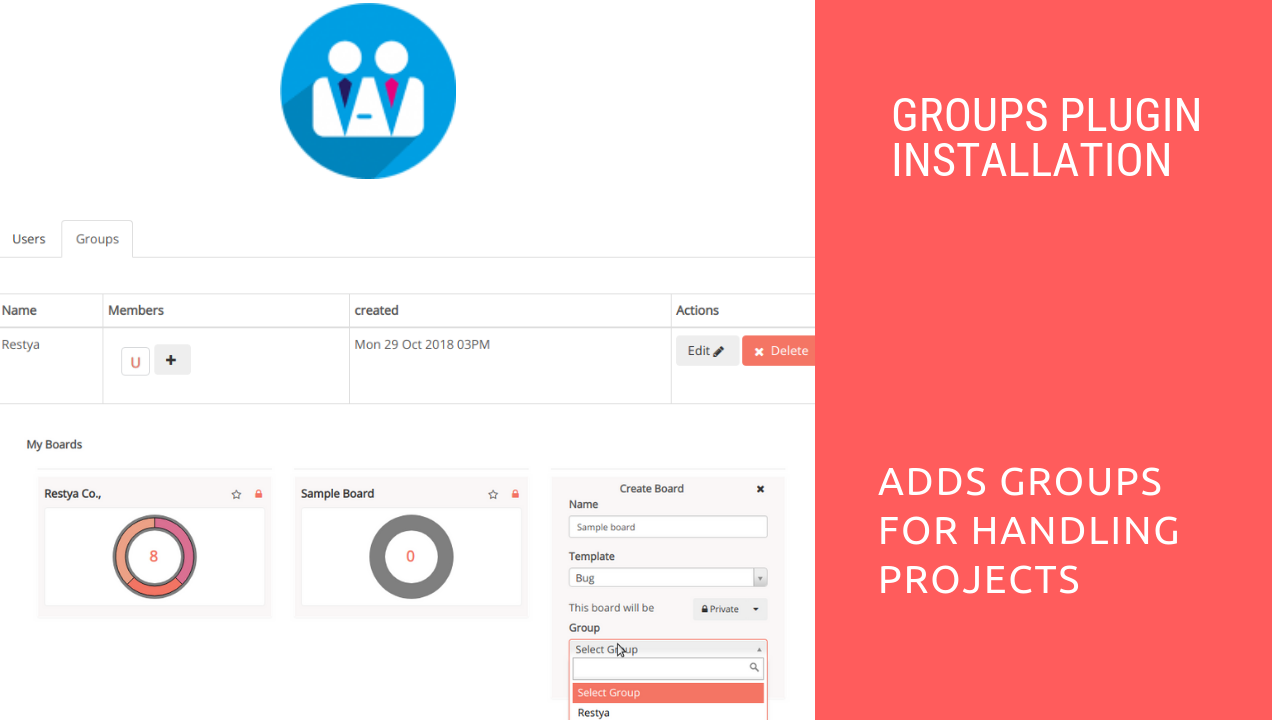 GROUPS PLUGIN
INSTALLATION
Users Groups
Name Members created Actions
Restya U Mon 29 Oct 2018 03PM Edit Delete
My Boards
Restya Co.,
8
Sample Board
0
Create Board
Name
Sample board
Template
Bug
This board will be Private
Group
Select Group
Select Group
Restya
ADDS GROUPS
FOR HANDLING
PROJECTS